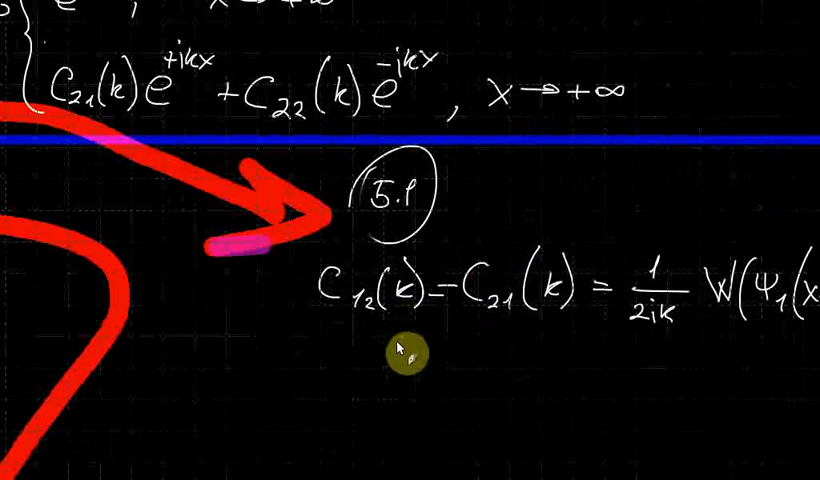 e , x→+∞
C₂₁(k)e^{+ikx} + C₂₂(k)e^{-ikx} , x→+∞
5.1
C₁₂(k)=-C₂₁(k) = 1/2ik W(Ψ₁(x